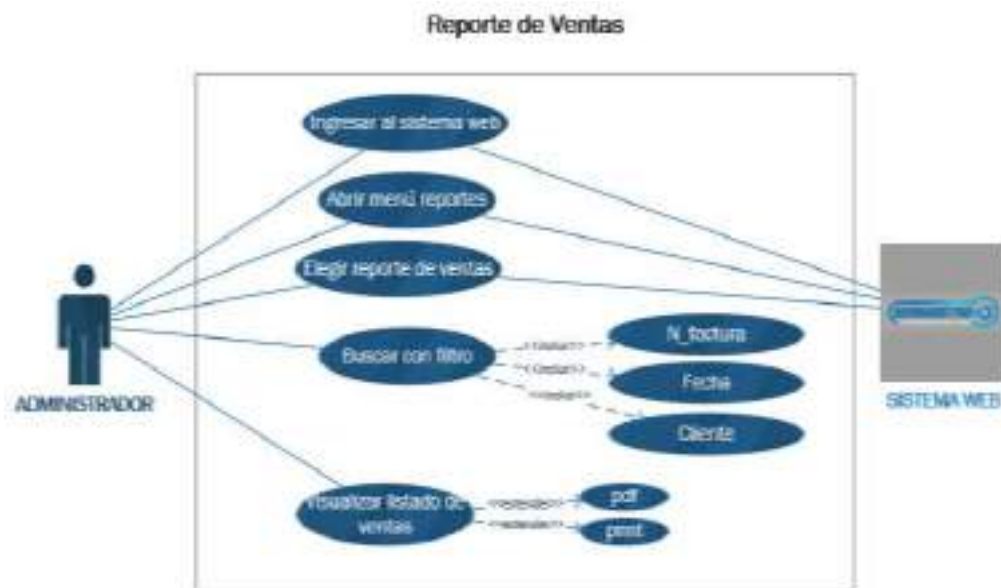 Reporte de Ventas
Ingresar al sistema web
Abrir menú reportes
Elegir reporte de ventas
Buscar con filtro
N_factura
Fecha
Cliente
ADMINISTRADOR
SISTEMA WEB
Visualizar listado de
ventas
pdf
print